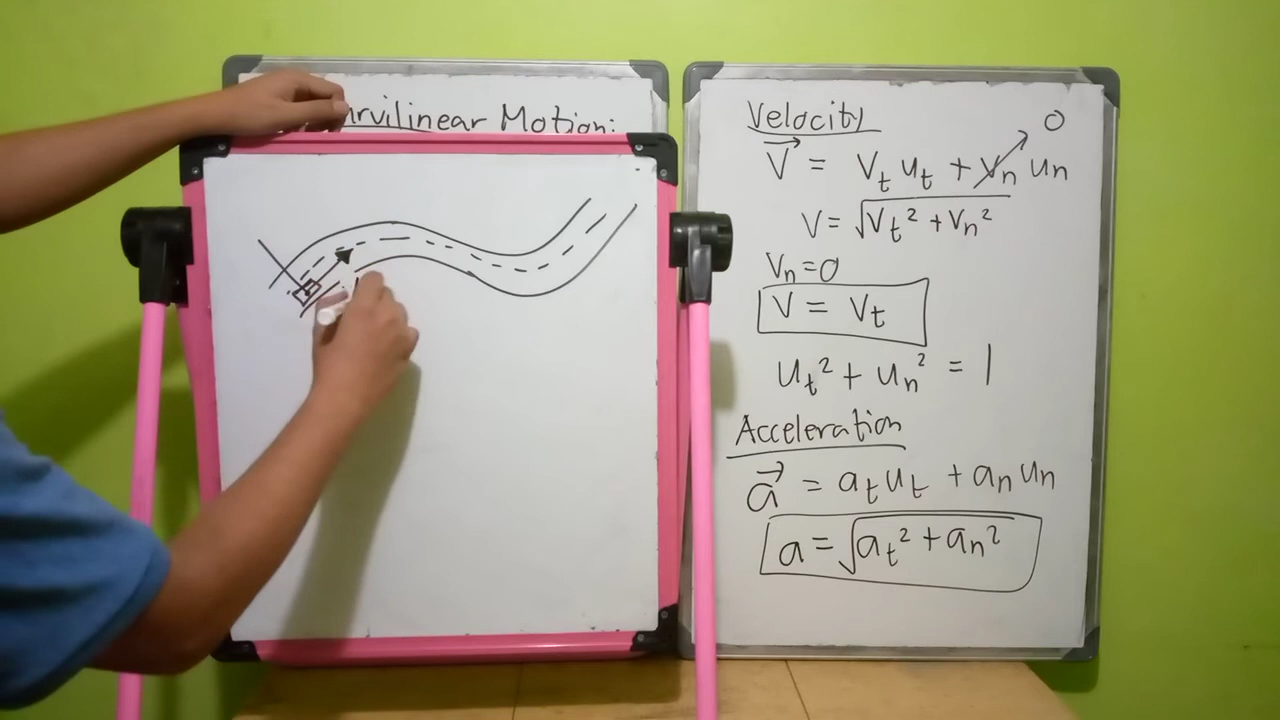 urvilinear Motion:
Velocity
0
V⃗ = Vₜ uₜ + Vₙ uₙ
V = √Vₜ² + Vₙ²
Vₙ = 0
V = Vₜ
uₜ² + uₙ² = 1
Acceleration
a⃗ = aₜ uₜ + aₙ uₙ
a = √aₜ² + aₙ²